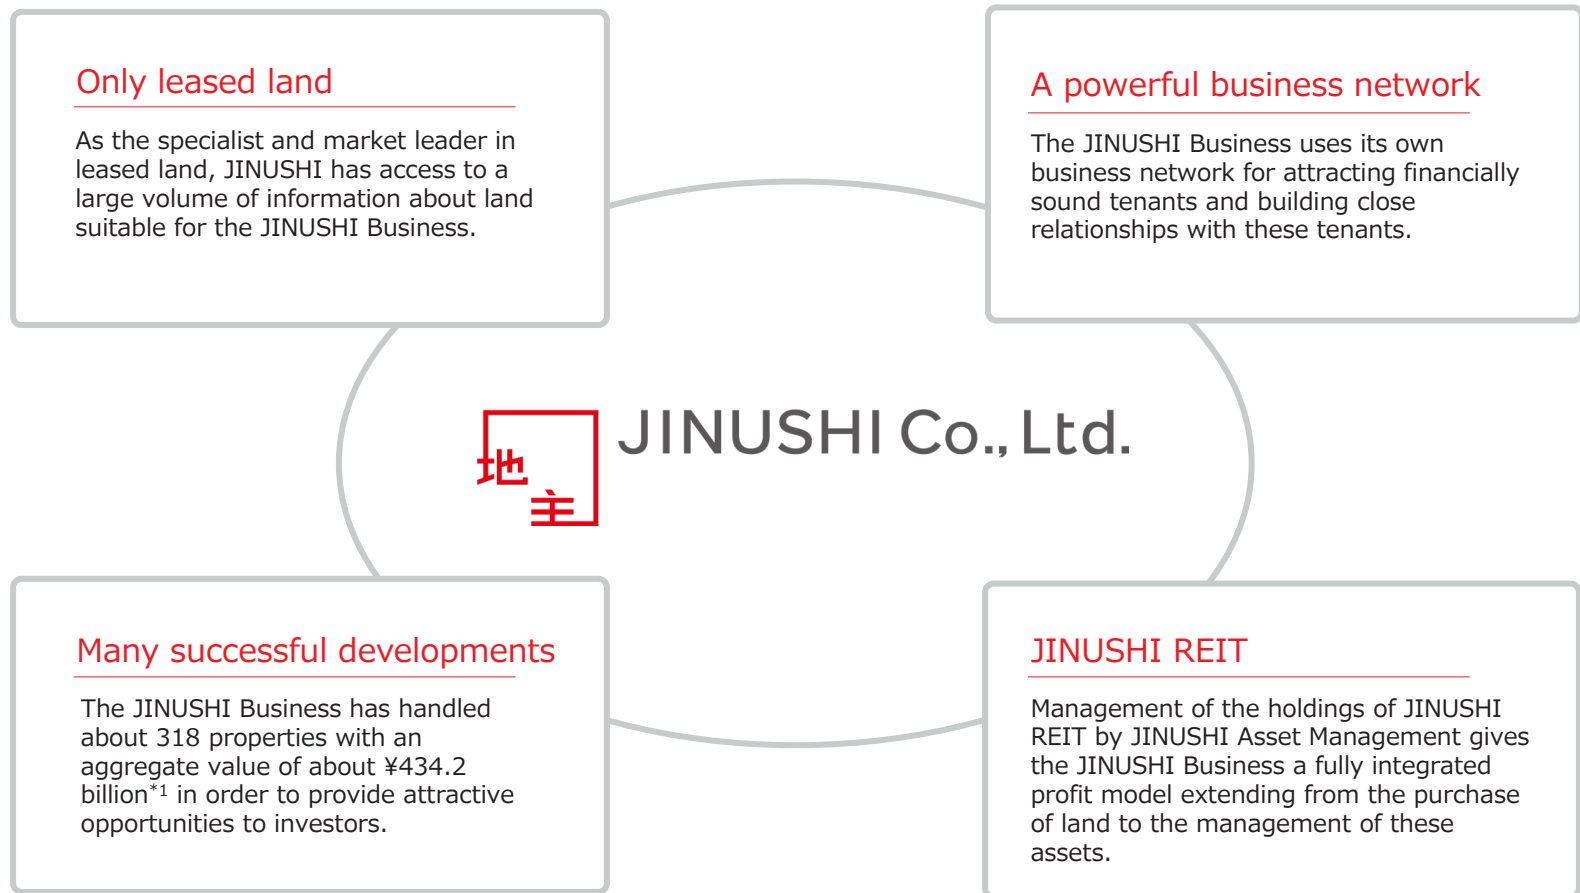 Only leased land
As the specialist and market leader in
leased land, JINUSHI has access to a
large volume of information about land
suitable for the JINUSHI Business.
A powerful business network
The JINUSHI Business uses its own
business network for attracting financially
sound tenants and building close
relationships with these tenants.
地主
JINUSHI Co., Ltd.
Many successful developments
The JINUSHI Business has handled
about 318 properties with an
aggregate value of about ¥434.2
billion*1 in order to provide attractive
opportunities to investors.
JINUSHI REIT
Management of the holdings of JINUSHI
REIT by JINUSHI Asset Management gives
the JINUSHI Business a fully integrated
profit model extending from the purchase
of land to the management of these
assets.